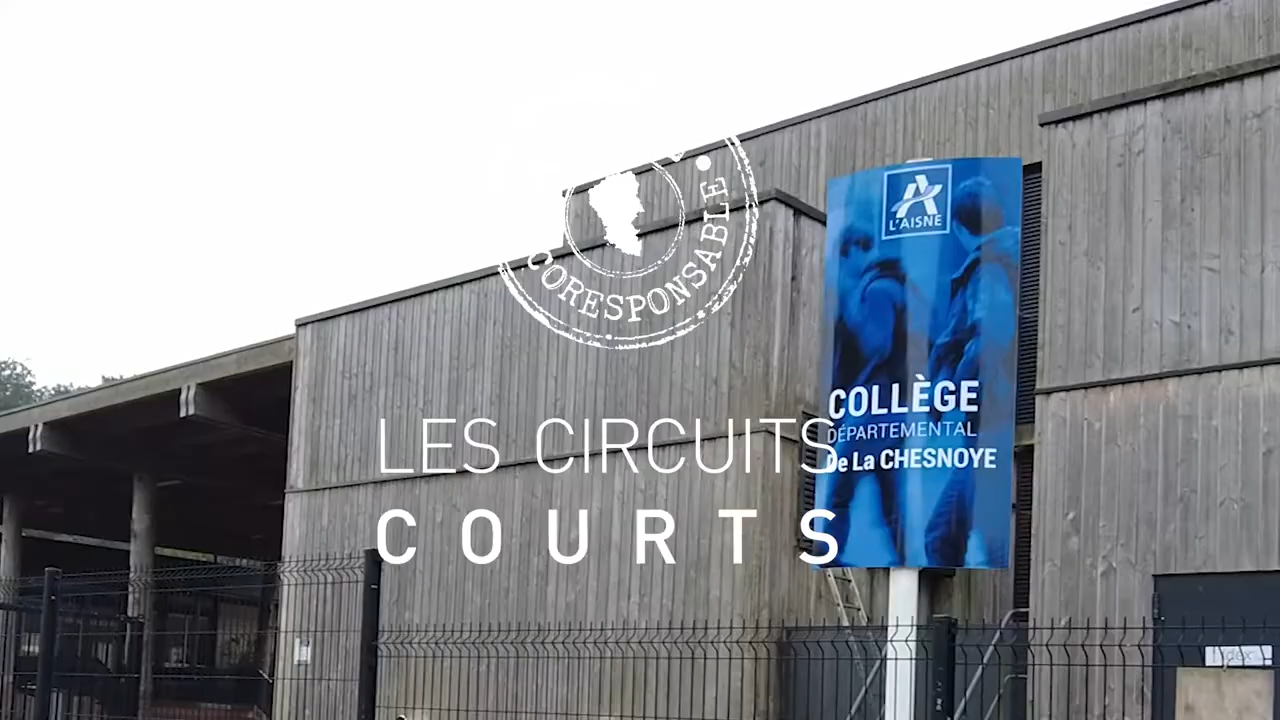 CORESPONSABLE
L'AISNE
COLLÈGE
DÉPARTEMENTAL
De La CHESNOYE
LES CIRCUITS
COURTS